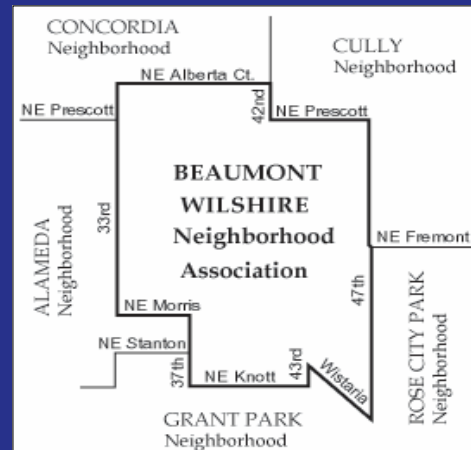 CONCORDIA
Neighborhood
CULLY
Neighborhood
NE Alberta Ct.
NE Prescott
42nd
NE Prescott
BEAUMONT
WILSHIRE
Neighborhood
Association
33rd
ALAMEDA
Neighborhood
NE Fremont
47th
NE Morris
NE Stanton
37th
NE Knott
43rd
Wistaria
ROSE CITY PARK
Neighborhood
GRANT PARK
Neighborhood